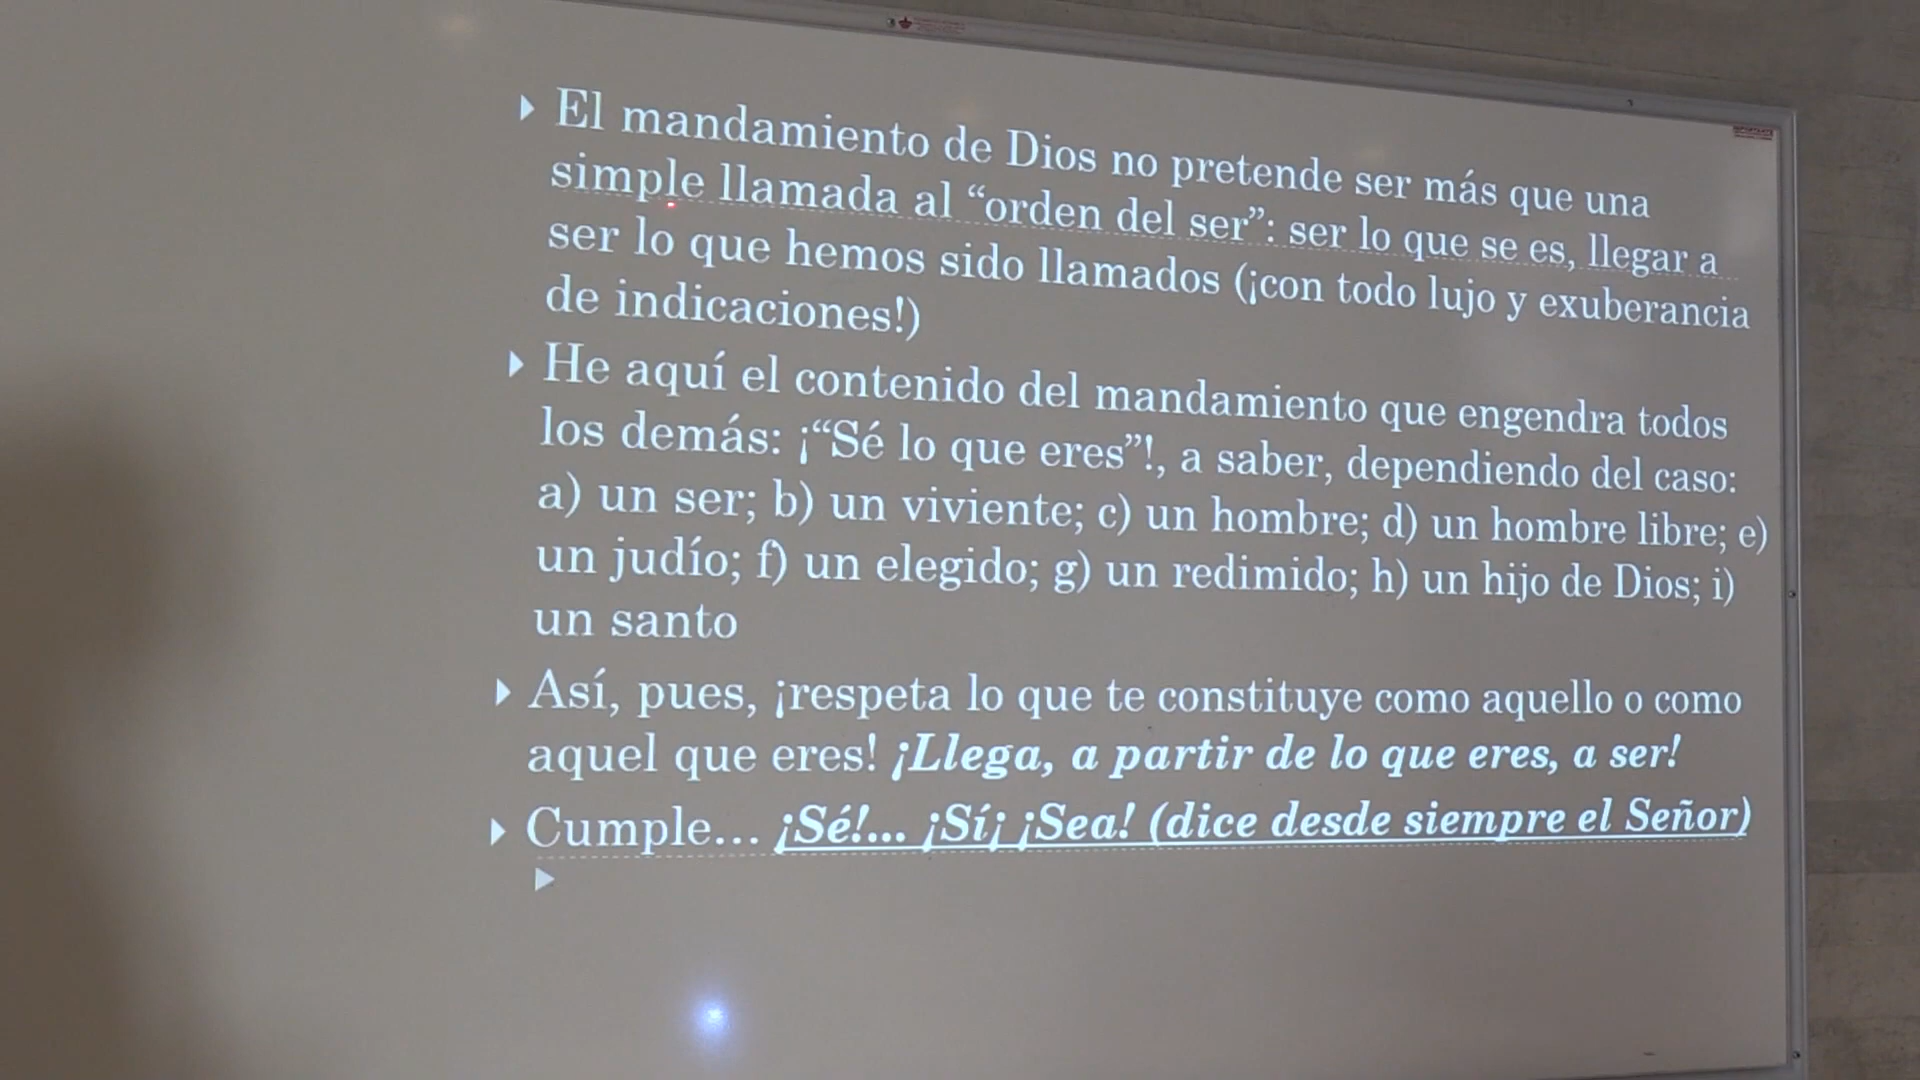 El mandamiento de Dios no pretende ser más que una
simple llamada al “orden del ser”: ser lo que se es, llegar a
ser lo que hemos sido llamados (¡con todo lujo y exuberancia
de indicaciones!)
He aquí el contenido del mandamiento que engendra todos
los demás: ¡“Sé lo que eres”!, a saber, dependiendo del caso:
a) un ser; b) un viviente; c) un hombre; d) un hombre libre; e)
un judío; f) un elegido; g) un redimido; h) un hijo de Dios; i)
un santo
Así, pues, ¡respeta lo que te constituye como aquello o como
aquel que eres! ¡Llega, a partir de lo que eres, a ser!
Cumple… ¡Sé!... ¡Sí¡ ¡Sea! (dice desde siempre el Señor)